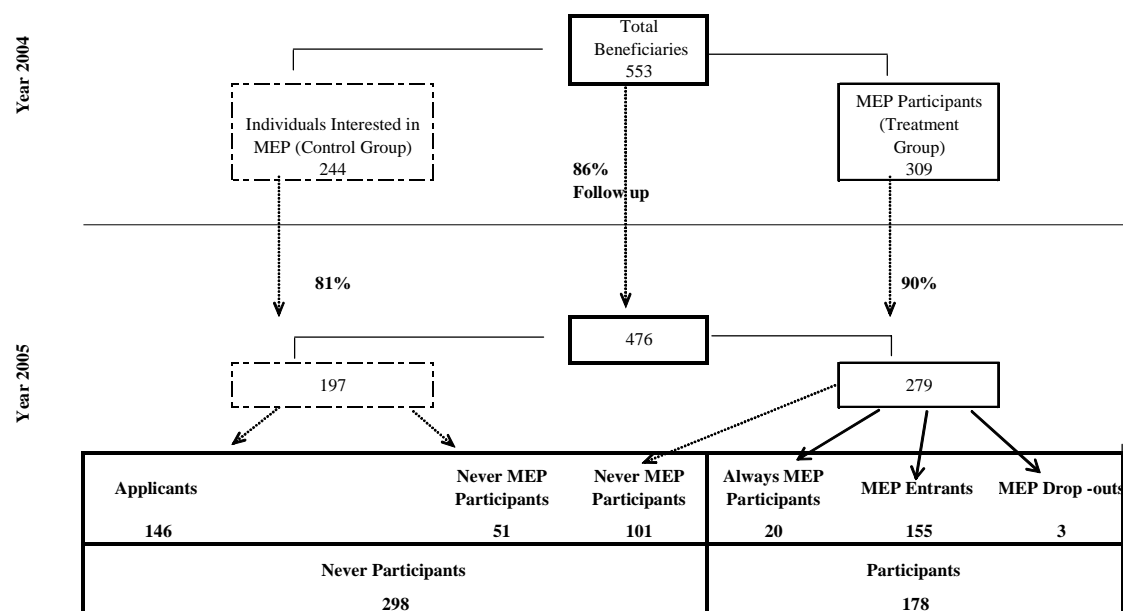 Year 2004
Total
Beneficiaries
553
Individuals Interested in
MEP (Control Group)
244
MEP Participants
(Treatment
Group)
309
86%
Follow up
81%
90%
Year 2005
476
197
279
Applicants
146
Never MEP
Participants
51
Never MEP
Participants
101
Always MEP
Participants
20
MEP Entrants
155
MEP Drop -outs
3
Never Participants
298
Participants
178